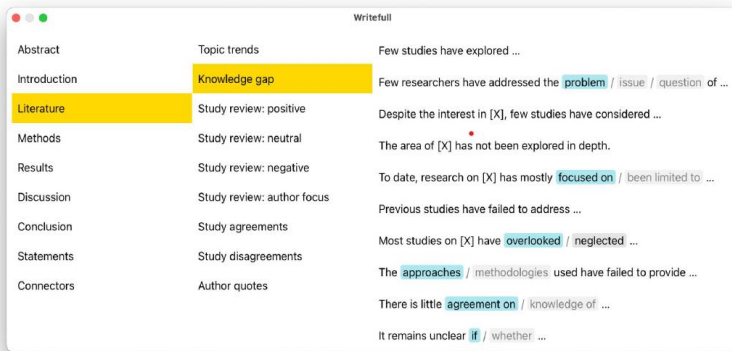 Writefull
Abstract
Introduction
Literature
Methods
Results
Discussion
Conclusion
Statements
Connectors
Topic trends
Knowledge gap
Study review: positive
Study review: neutral
Study review: negative
Study review: author focus
Study agreements
Study disagreements
Author quotes
Few studies have explored ...
Few researchers have addressed the problem / issue / question of ...
Despite the interest in [X], few studies have considered ...
The area of [X] has not been explored in depth.
To date, research on [X] has mostly focused on / been limited to ...
Previous studies have failed to address ...
Most studies on [X] have overlooked / neglected ...
The approaches / methodologies used have failed to provide ...
There is little agreement on / knowledge of ...
It remains unclear if / whether ...